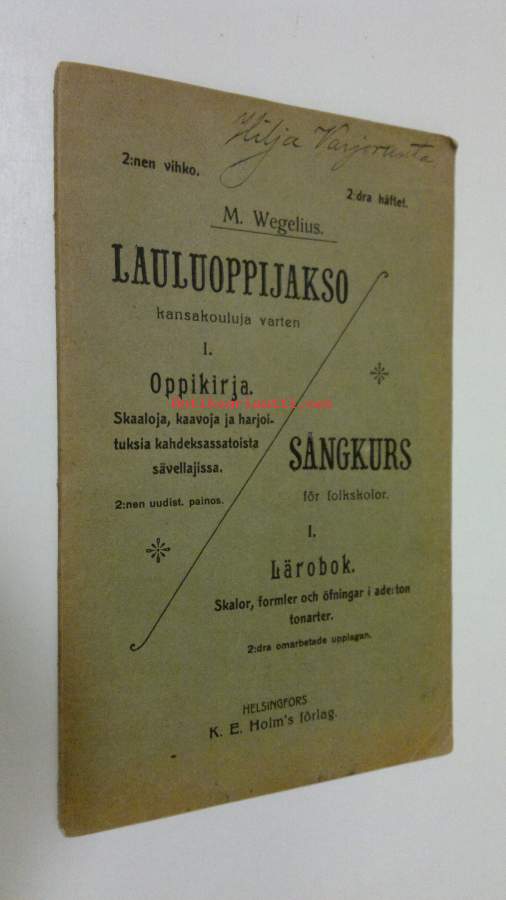 Hilja Varjoranta
2:nen vihko.
2:dra häftet.
M. Wegelius.
LAULUOPPIJAKSO
kansakouluja varten
I.
Oppikirja.
Skaaloja, kaavoja ja harjoi-
tuksia kahdeksassatoista
sävellajissa.
2:nen uudist. painos.
SÅNGKURS
för folkskolor.
I.
Lärobok.
Skalor, formler och öfningar i aderton
tonarter.
2:dra omarbetade upplagan.
HELSINGFORS
K. E. Holm's förlag.